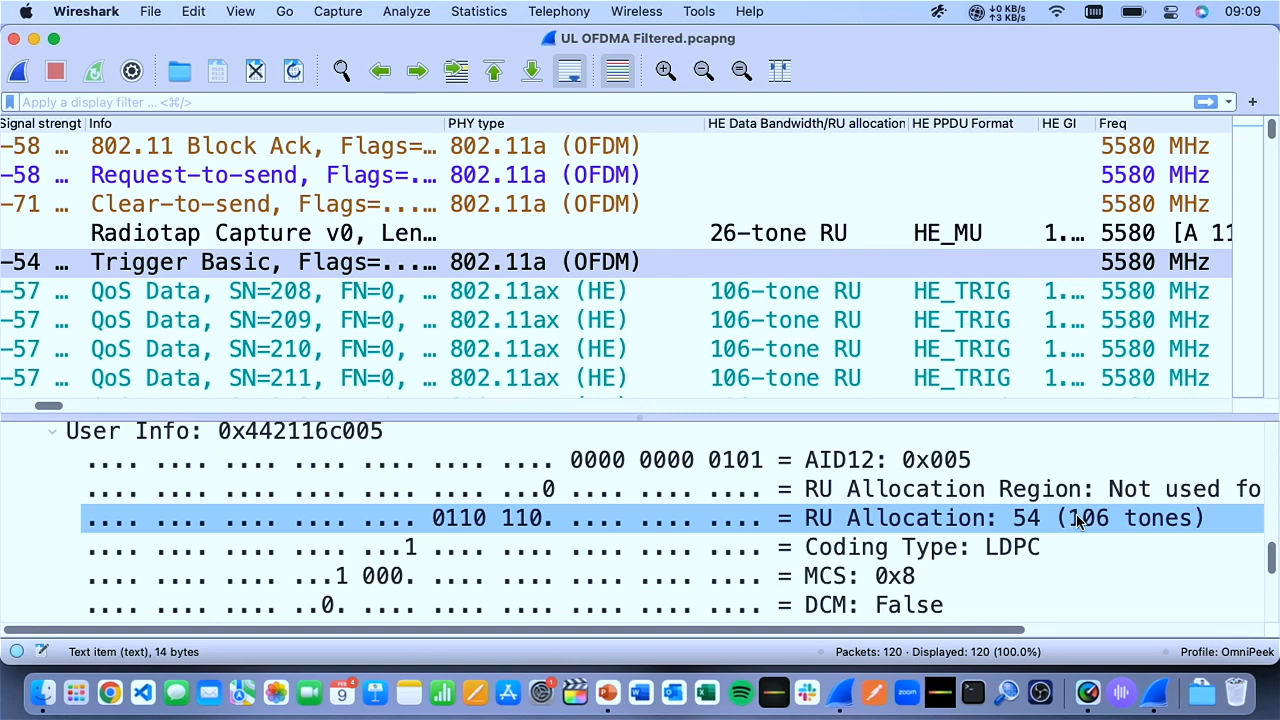 Wireshark File Edit View Go Capture Analyze Statistics Telephony Wireless Tools Help ↑+0 KB/s ↓+3 KB/s 09:09
UL OFDMA Filtered.pcapng
Apply a display filter … <⌘/>
Signal strengt Info PHY type HE Data Bandwidth/RU allocation HE PPDU Format HE GI Freq
-58 … 802.11 Block Ack, Flags=… 802.11a (OFDM) 5580 MHz
-58 … Request-to-send, Flags=.… 802.11a (OFDM) 5580 MHz
-71 … Clear-to-send, Flags=...… 802.11a (OFDM) 5580 MHz
Radiotap Capture v0, Len… 26-tone RU HE_MU 1.… 5580 [A 11
-54 … Trigger Basic, Flags=...… 802.11a (OFDM) 5580 MHz
-57 … QoS Data, SN=208, FN=0, … 802.11ax (HE) 106-tone RU HE_TRIG 1.… 5580 MHz
-57 … QoS Data, SN=209, FN=0, … 802.11ax (HE) 106-tone RU HE_TRIG 1.… 5580 MHz
-57 … QoS Data, SN=210, FN=0, … 802.11ax (HE) 106-tone RU HE_TRIG 1.… 5580 MHz
-57 … QoS Data, SN=211, FN=0, … 802.11ax (HE) 106-tone RU HE_TRIG 1.… 5580 MHz
User Info: 0x442116c005
.... .... .... .... .... .... .... 0000 0000 0101 = AID12: 0x005
.... .... .... .... .... .... ...0 .... .... .... = RU Allocation Region: Not used fo
.... .... .... .... .... 0110 110. .... .... .... = RU Allocation: 54 (106 tones)
.... .... .... .... ...1 .... .... .... .... .... = Coding Type: LDPC
.... .... .... ...1 000. .... .... .... .... .... = MCS: 0x8
.... .... .... ..0. .... .... .... .... .... .... = DCM: False
Text item (text), 14 bytes Packets: 120 · Displayed: 120 (100.0%) Profile: OmniPeek
FEB 4 1
9 zoom